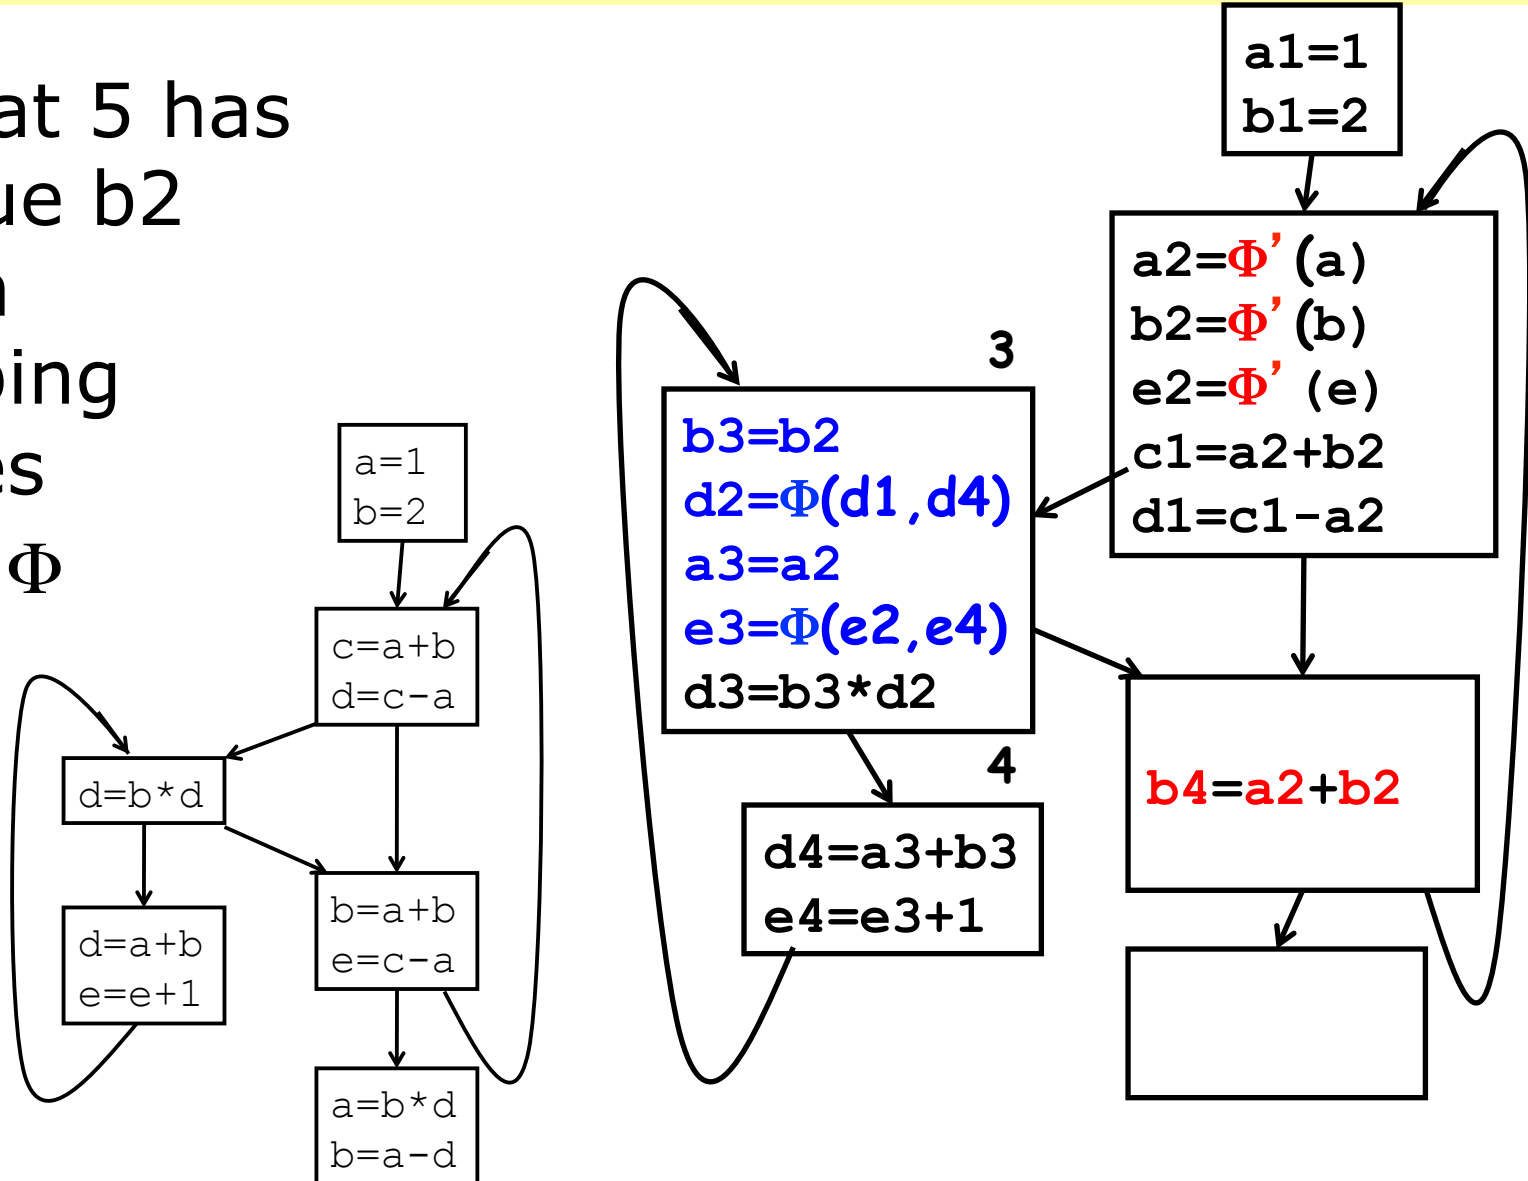 at 5 has
ue b2
es
Φ
a=1
b=2
c=a+b
d=c-a
d=b*d
d=a+b
e=e+1
b=a+b
e=c-a
a=b*d
b=a-d
3
b3=b2
d2=Φ(d1,d4)
a3=a2
e3=Φ(e2,e4)
d3=b3*d2
4
d4=a3+b3
e4=e3+1
a1=1
b1=2
a2=Φ'(a)
b2=Φ'(b)
e2=Φ' (e)
c1=a2+b2
d1=c1-a2
b4=a2+b2